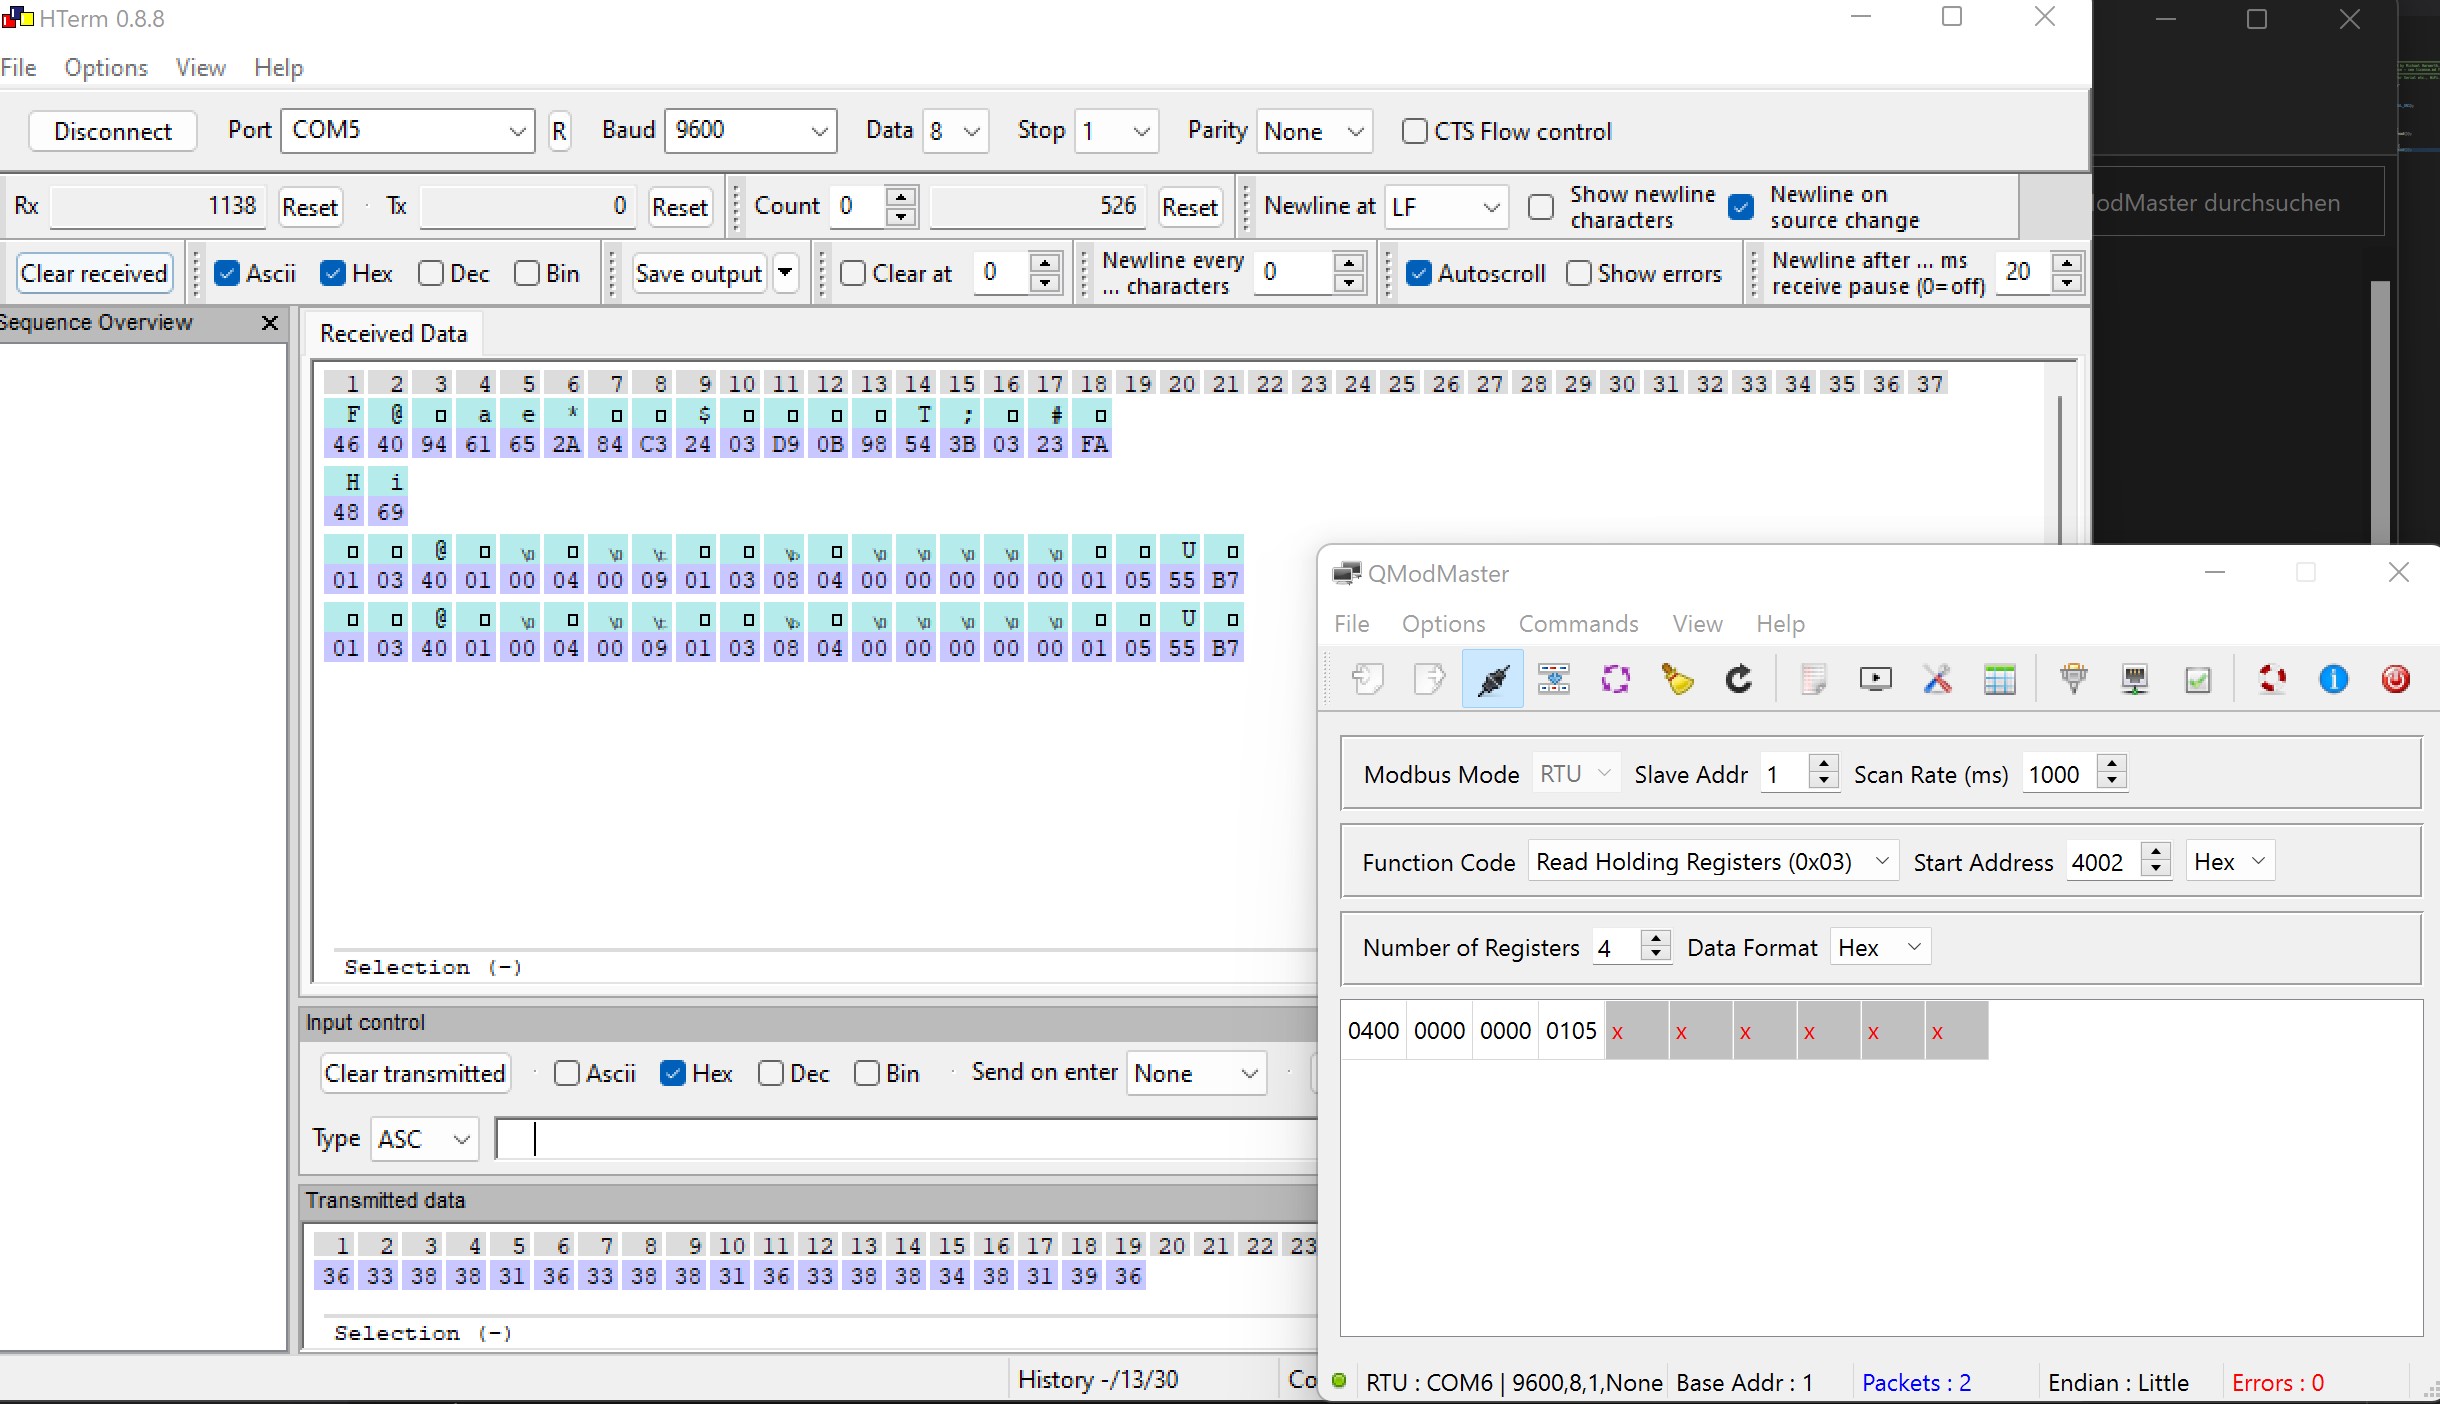 HTerm 0.8.8
File Options View Help
Disconnect Port COM5 R Baud 9600 Data 8 Stop 1 Parity None CTS Flow control
Rx 1138 Reset Tx 0 Reset Count 0 526 Reset Newline at LF Show newline characters Newline on source change
odMaster durchsuchen
Clear received Ascii Hex Dec Bin Save output Clear at 0 Newline every ... characters 0 Autoscroll Show errors Newline after ... ms receive pause (0=off) 20
Sequence Overview
Received Data
1 2 3 4 5 6 7 8 9 10 11 12 13 14 15 16 17 18 19 20 21 22 23 24 25 26 27 28 29 30 31 32 33 34 35 36 37
F @ a e * $ T ; #
46 40 94 61 65 2A 84 C3 24 03 D9 0B 98 54 3B 03 23 FA
H i
48 69
@ U
01 03 40 01 00 04 00 09 01 03 08 04 00 00 00 00 00 01 05 55 B7
@ U
01 03 40 01 00 04 00 09 01 03 08 04 00 00 00 00 00 01 05 55 B7
Selection (-)
Input control
Clear transmitted Ascii Hex Dec Bin Send on enter None
Type ASC
Transmitted data
1 2 3 4 5 6 7 8 9 10 11 12 13 14 15 16 17 18 19 20 21 22 23
36 33 38 38 31 36 33 38 38 31 36 33 38 38 34 38 31 39 36
Selection (-)
History -/13/30 Co
QModMaster
File Options Commands View Help
Modbus Mode RTU Slave Addr 1 Scan Rate (ms) 1000
Function Code Read Holding Registers (0x03) Start Address 4002 Hex
Number of Registers 4 Data Format Hex
0400 0000 0000 0105 x x x x x x
RTU : COM6 | 9600,8,1,None Base Addr : 1 Packets : 2 Endian : Little Errors : 0